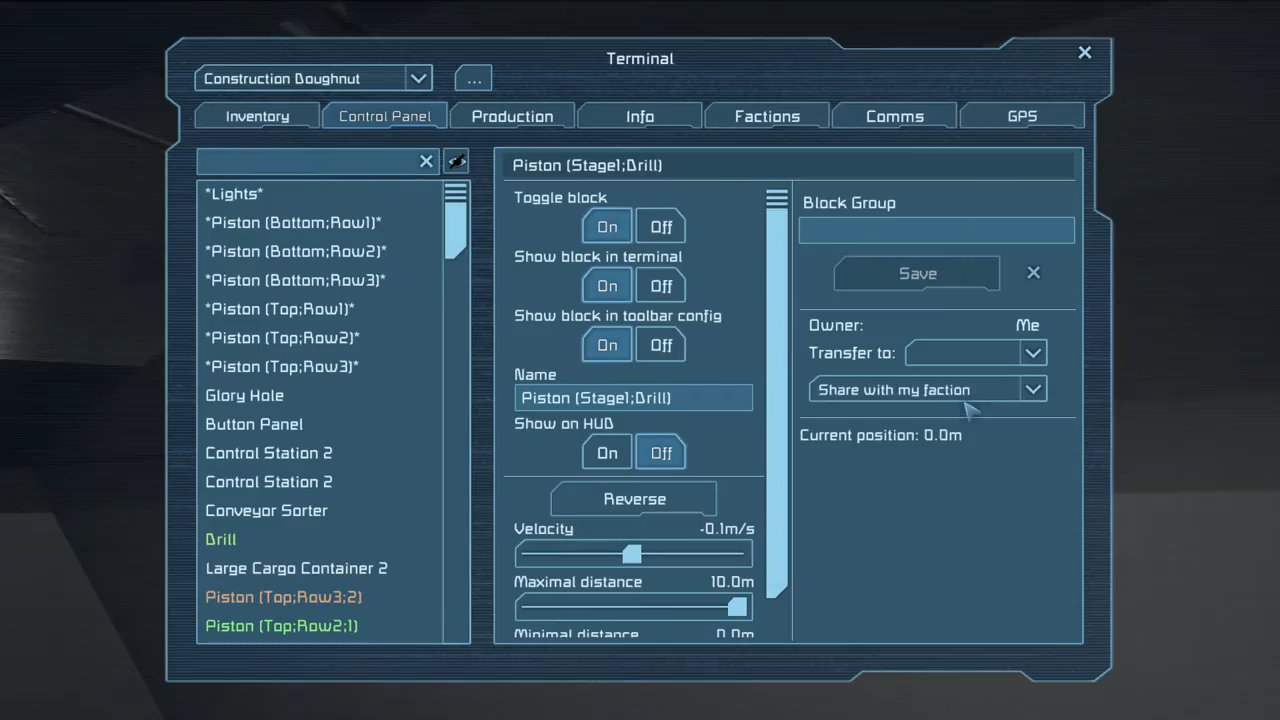 Terminal
Construction Doughnut
...
Inventory
Control Panel
Production
Info
Factions
Comms
GPS
*Lights*
*Piston (Bottom;Row1)*
*Piston (Bottom;Row2)*
*Piston (Bottom;Row3)*
*Piston (Top;Row1)*
*Piston (Top;Row2)*
*Piston (Top;Row3)*
Glory Hole
Button Panel
Control Station 2
Control Station 2
Conveyor Sorter
Drill
Large Cargo Container 2
Piston (Top;Row3;2)
Piston (Top;Row2;1)
Piston (Stage1;Drill)
Toggle block
On Off
Show block in terminal
On Off
Show block in toolbar config
On Off
Name
Piston (Stage1;Drill)
Show on HUD
On Off
Reverse
Velocity -0.1m/s
Maximal distance 10.0m
Minimal distance 0.0m
Block Group
Save
Owner: Me
Transfer to:
Share with my faction
Current position: 0.0m